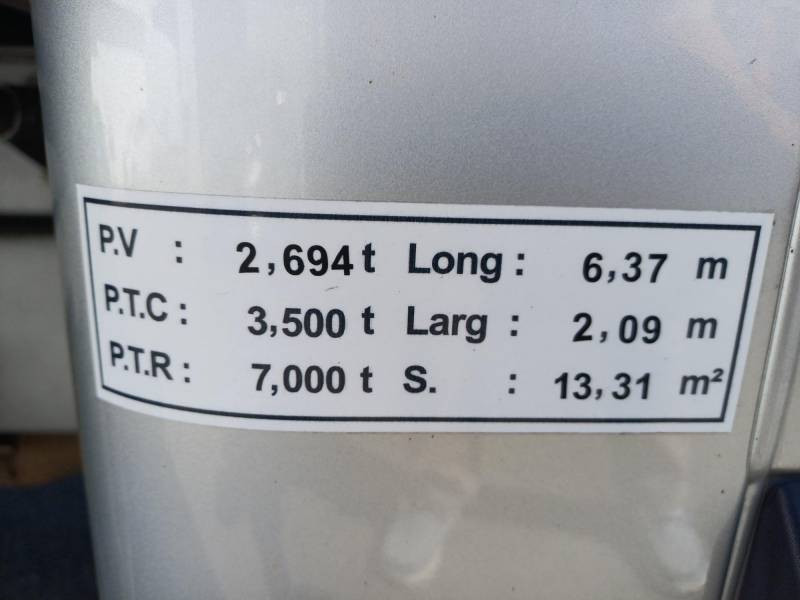 P.V : 2,694 t Long : 6,37 m
P.T.C : 3,500 t Larg : 2,09 m
P.T.R : 7,000 t S. : 13,31 m²